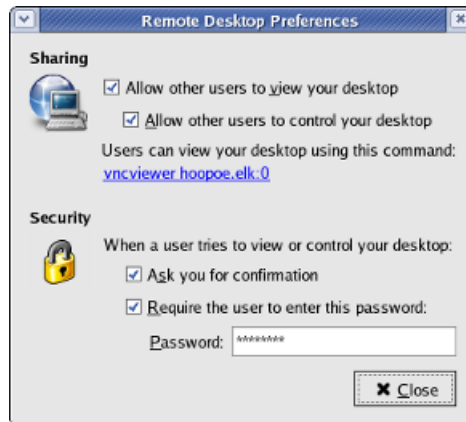 Remote Desktop Preferences
Sharing
Allow other users to view your desktop
Allow other users to control your desktop
Users can view your desktop using this command:
vncviewer hoopoe.elk:0
Security
When a user tries to view or control your desktop:
Ask you for confirmation
Require the user to enter this password:
Password: ********
Close